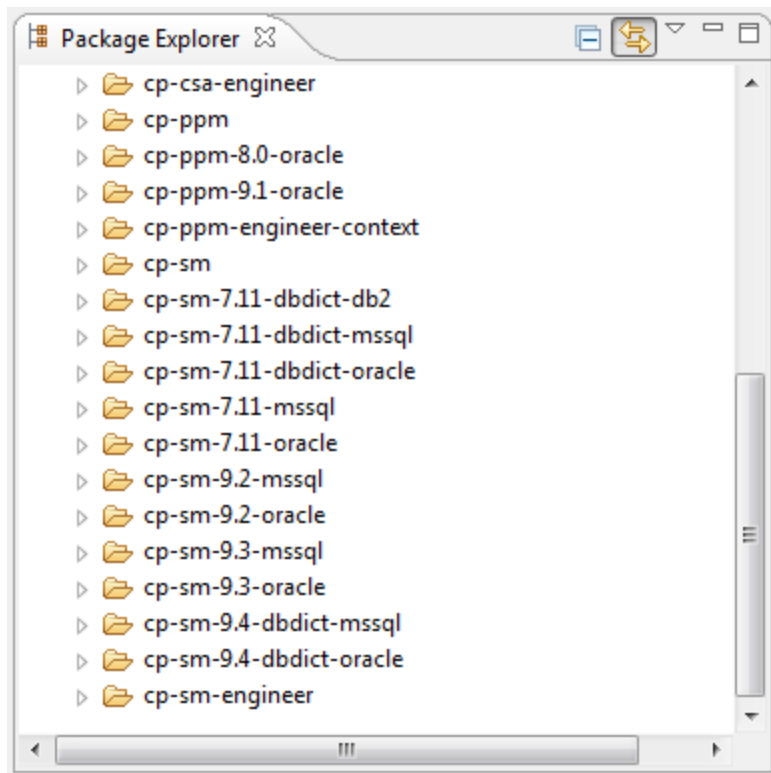 Package Explorer
cp-csa-engineer
cp-ppm
cp-ppm-8.0-oracle
cp-ppm-9.1-oracle
cp-ppm-engineer-context
cp-sm
cp-sm-7.11-dbdict-db2
cp-sm-7.11-dbdict-mssql
cp-sm-7.11-dbdict-oracle
cp-sm-7.11-mssql
cp-sm-7.11-oracle
cp-sm-9.2-mssql
cp-sm-9.2-oracle
cp-sm-9.3-mssql
cp-sm-9.3-oracle
cp-sm-9.4-dbdict-mssql
cp-sm-9.4-dbdict-oracle
cp-sm-engineer